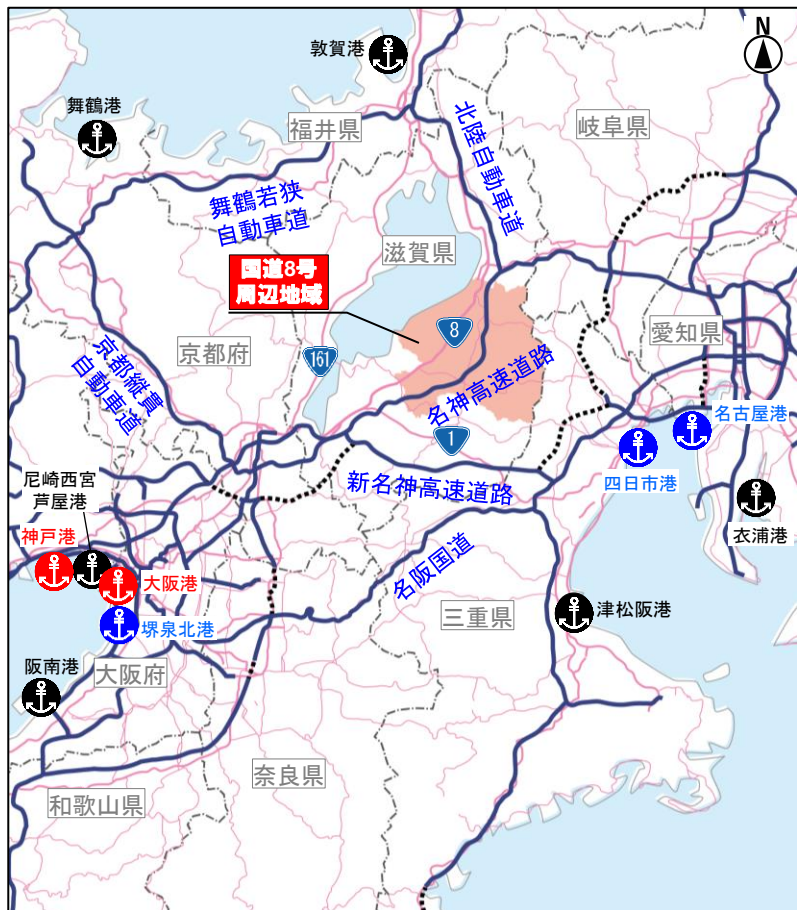 N
敦賀港
舞鶴港
福井県
北陸自動車道
岐阜県
舞鶴若狭
自動車道
滋賀県
国道8号
周辺地域
8
愛知県
161
京都府
京都縦貫
自動車道
名神高速道路
1
名古屋港
尼崎西宮
芦屋港
新名神高速道路
四日市港
衣浦港
神戸港
大阪港
名阪国道
堺泉北港
三重県
津松阪港
阪南港
大阪府
奈良県
和歌山県